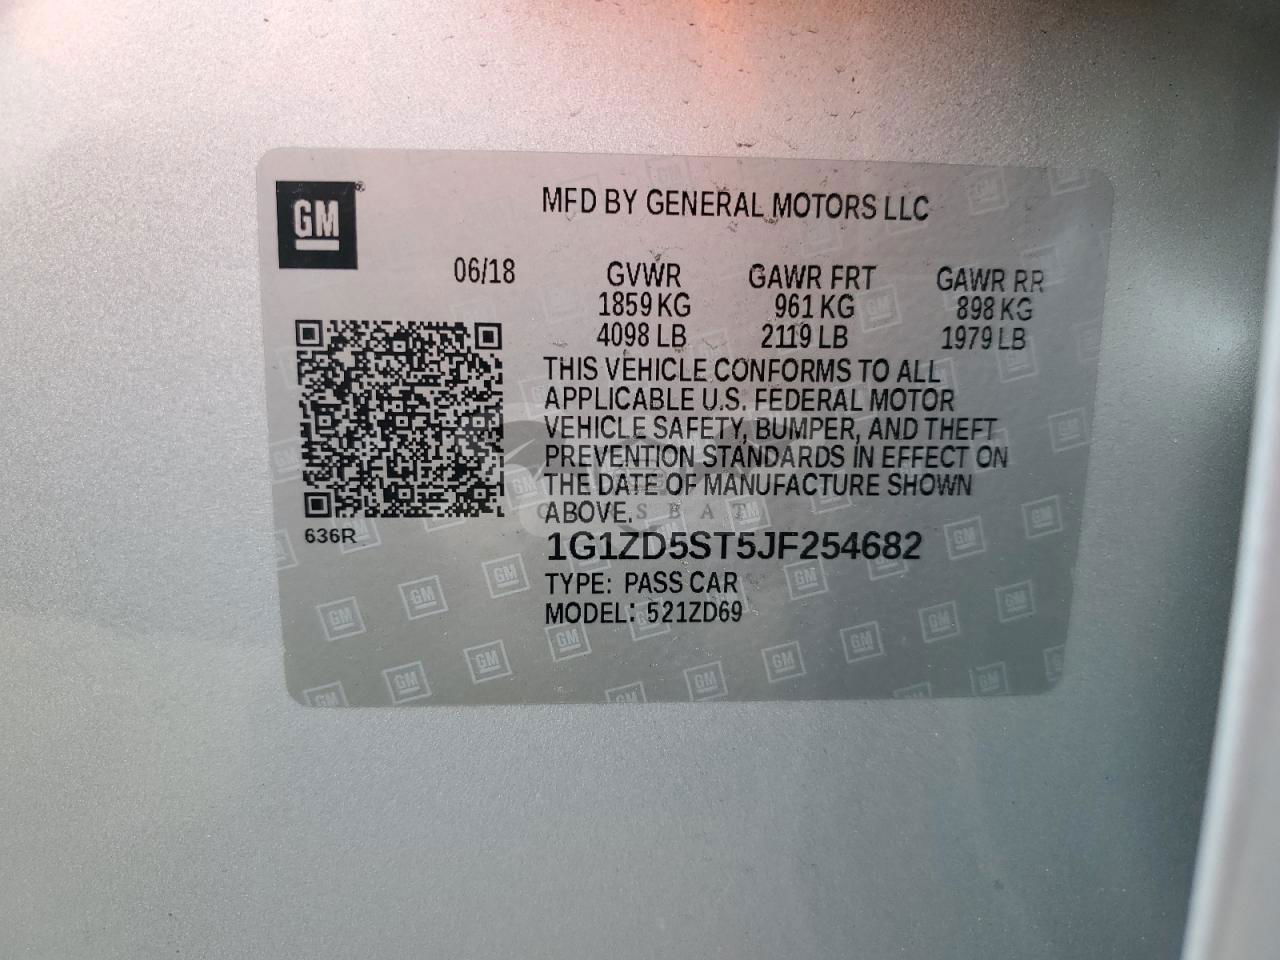 GM
MFD BY GENERAL MOTORS LLC
06/18 GVWR GAWR FRT GAWR RR
1859 KG 961 KG 898 KG
4098 LB 2119 LB 1979 LB
THIS VEHICLE CONFORMS TO ALL
APPLICABLE U.S. FEDERAL MOTOR
VEHICLE SAFETY, BUMPER, AND THEFT
PREVENTION STANDARDS IN EFFECT ON
THE DATE OF MANUFACTURE SHOWN
ABOVE.
636R
1G1ZD5ST5JF254682
TYPE: PASS CAR
MODEL: 521ZD69